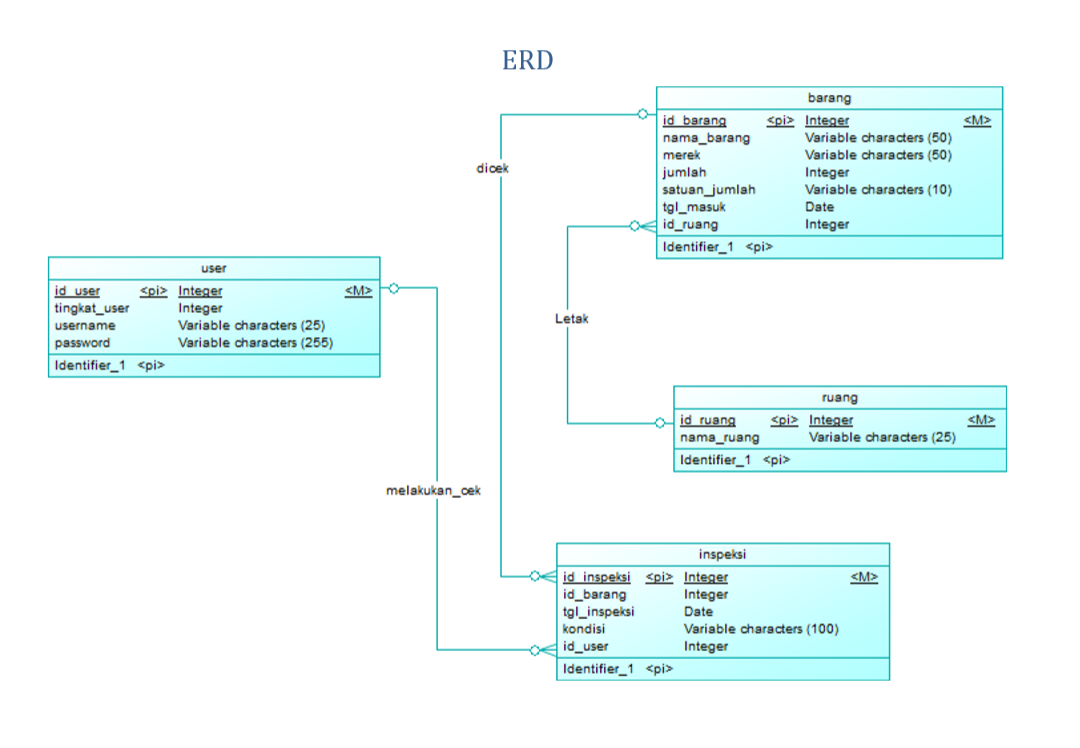 ERD
barang
id_barang <pi> Integer <M>
nama_barang Variable characters (50)
merek Variable characters (50)
jumlah Integer
satuan_jumlah Variable characters (10)
tgl_masuk Date
id_ruang Integer
Identifier_1 <pi>
dicek
user
id_user <pi> Integer <M>
tingkat_user Integer
username Variable characters (25)
password Variable characters (255)
Identifier_1 <pi>
Letak
ruang
id_ruang <pi> Integer <M>
nama_ruang Variable characters (25)
Identifier_1 <pi>
melakukan_cek
inspeksi
id_inspeksi <pi> Integer <M>
id_barang Integer
tgl_inspeksi Date
kondisi Variable characters (100)
id_user Integer
Identifier_1 <pi>